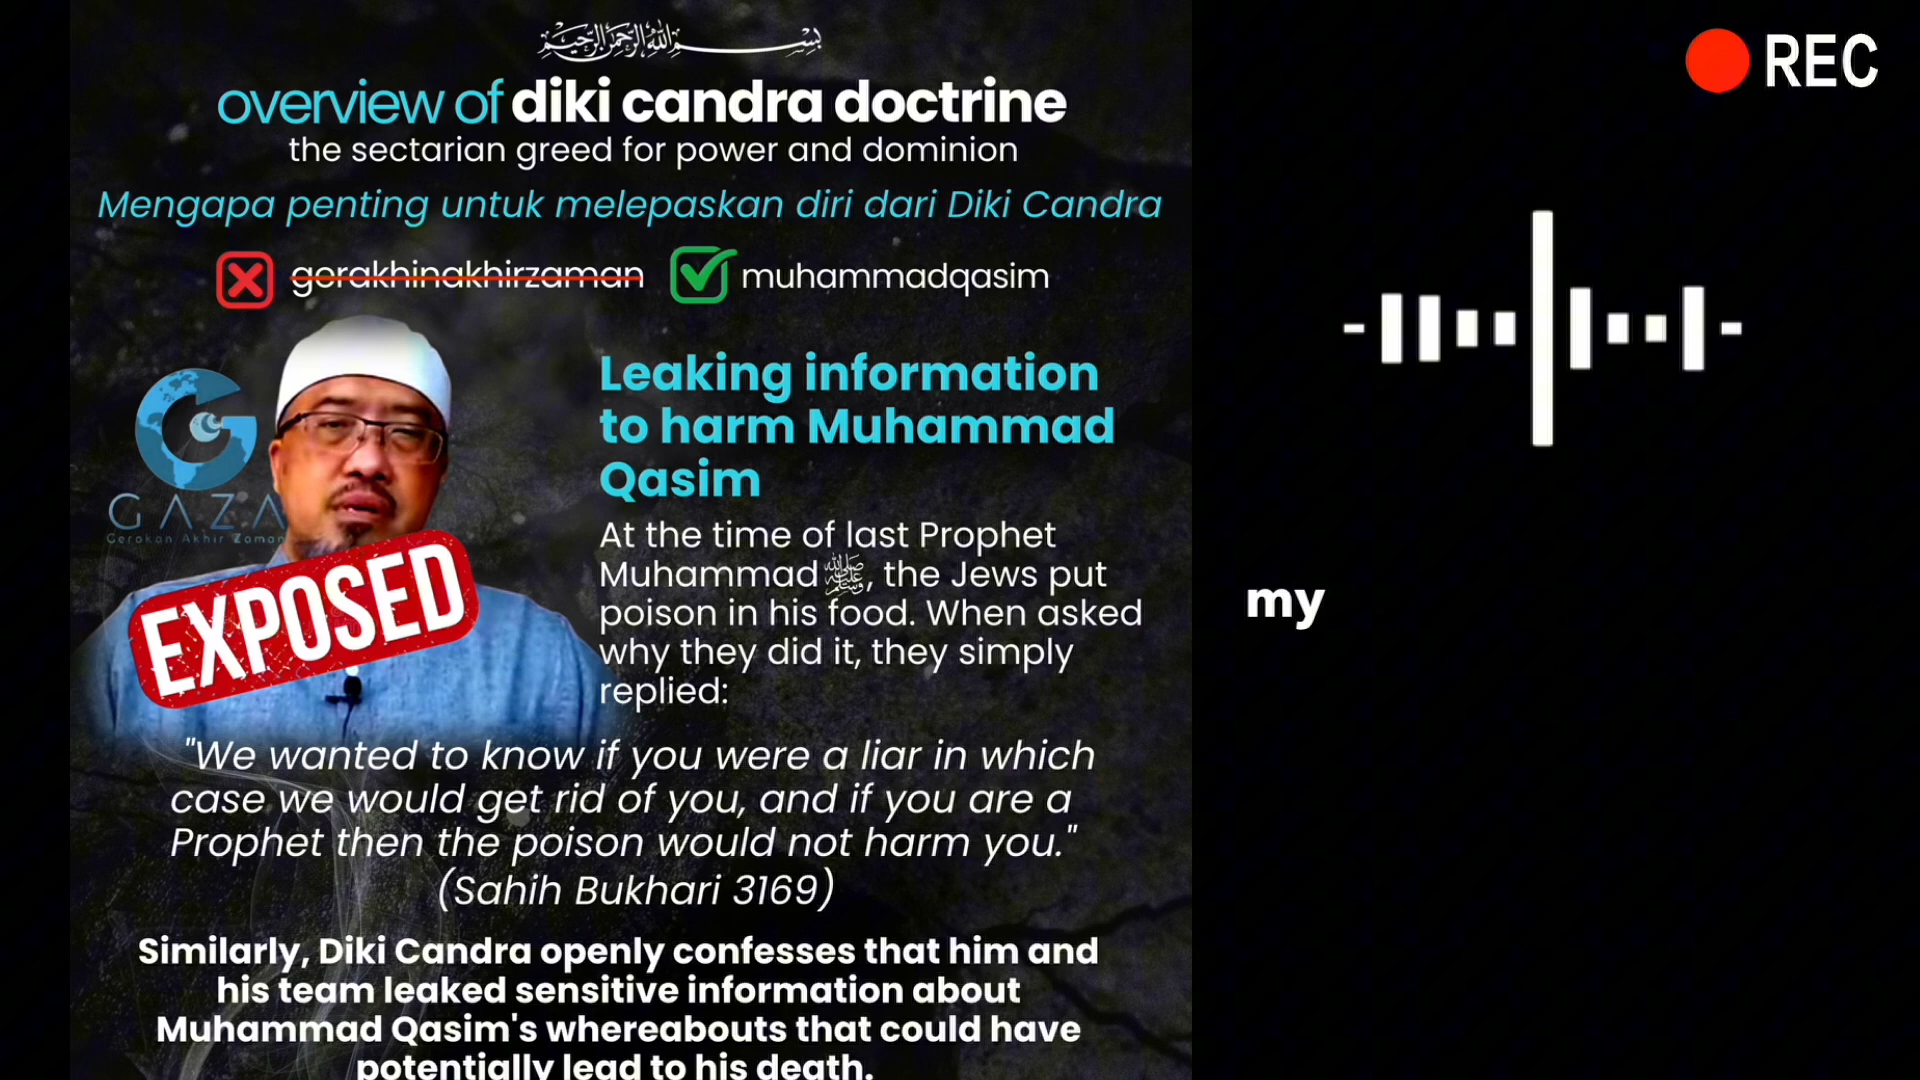 بِسْمِ اللهِ الرَّحْمٰنِ الرَّحِيْمِ
REC
overview of diki candra doctrine
the sectarian greed for power and dominion
Mengapa penting untuk melepaskan diri dari Diki Candra
gerakhinakhirzaman
muhammadqasim
Leaking information
to harm Muhammad
Qasim
GAZA
Gerakan Akhir Zaman
EXPOSED
At the time of last Prophet
Muhammad ﷺ, the Jews put
poison in his food. When asked
why they did it, they simply
replied:
my
"We wanted to know if you were a liar in which
case we would get rid of you, and if you are a
Prophet then the poison would not harm you."
(Sahih Bukhari 3169)
Similarly, Diki Candra openly confesses that him and
his team leaked sensitive information about
Muhammad Qasim's whereabouts that could have
potentially lead to his death.